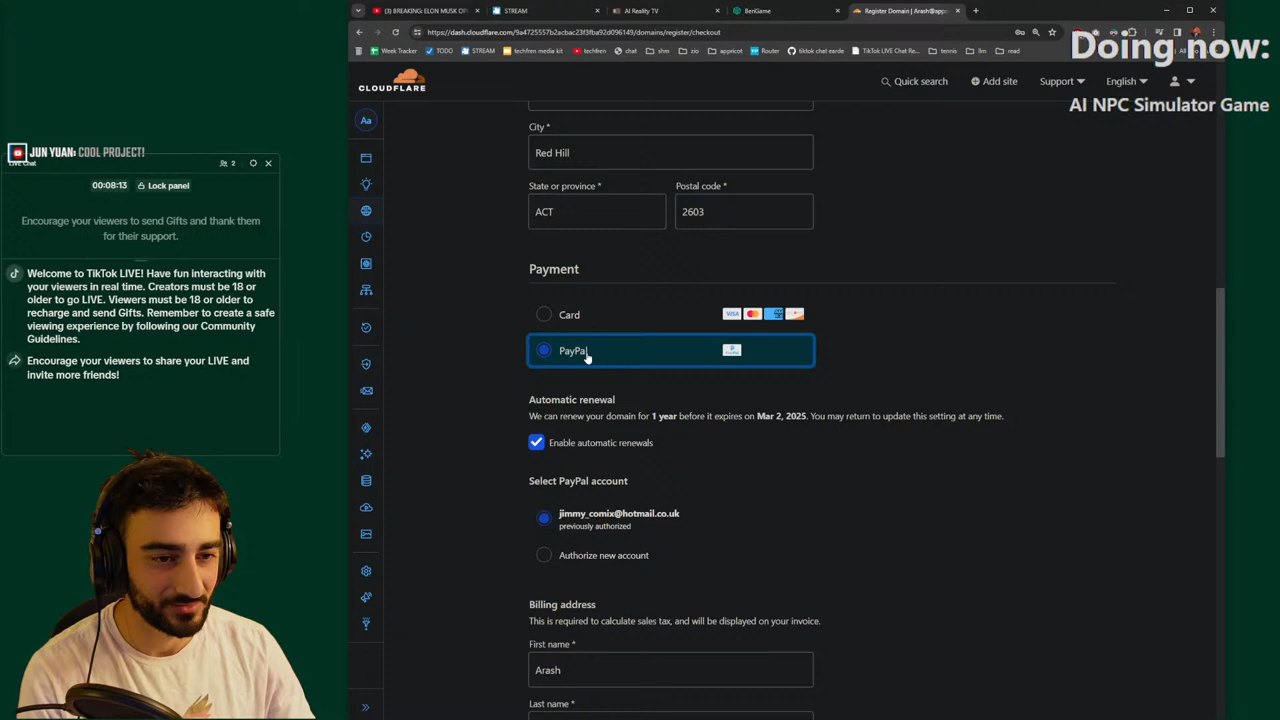 (3) BREAKING: ELON MUSK OF
STREAM
AI Reality TV
BenGame
Register Domain | Arash@appr
https://dash.cloudflare.com/9a4725557b2acbac23f3fba92d096149/domains/register/checkout
Week Tracker
TODO
STREAM
techfren media kit
techfren
chat
shm
zio
appricot
Router
tiktok chat earde
TikTok LIVE Chat Re...
tennis
llm
read
Doing now:
AI NPC Simulator Game
CLOUDFLARE
Quick search
Add site
Support
English
Aa
JUN YUAN: COOL PROJECT!
LIVE Chat
2
00:08:13
Lock panel
Encourage your viewers to send Gifts and thank them
for their support.
Welcome to TikTok LIVE! Have fun interacting with
your viewers in real time. Creators must be 18 or
older to go LIVE. Viewers must be 18 or older to
recharge and send Gifts. Remember to create a safe
viewing experience by following our Community
Guidelines.
Encourage your viewers to share your LIVE and
invite more friends!
City *
Red Hill
State or province *
Postal code *
ACT
2603
Payment
Card
VISA
PayPal
PayPal
Automatic renewal
We can renew your domain for 1 year before it expires on Mar 2, 2025. You may return to update this setting at any time.
Enable automatic renewals
Select PayPal account
jimmy_comix@hotmail.co.uk
previously authorized
Authorize new account
Billing address
This is required to calculate sales tax, and will be displayed on your invoice.
First name *
Arash
Last name *